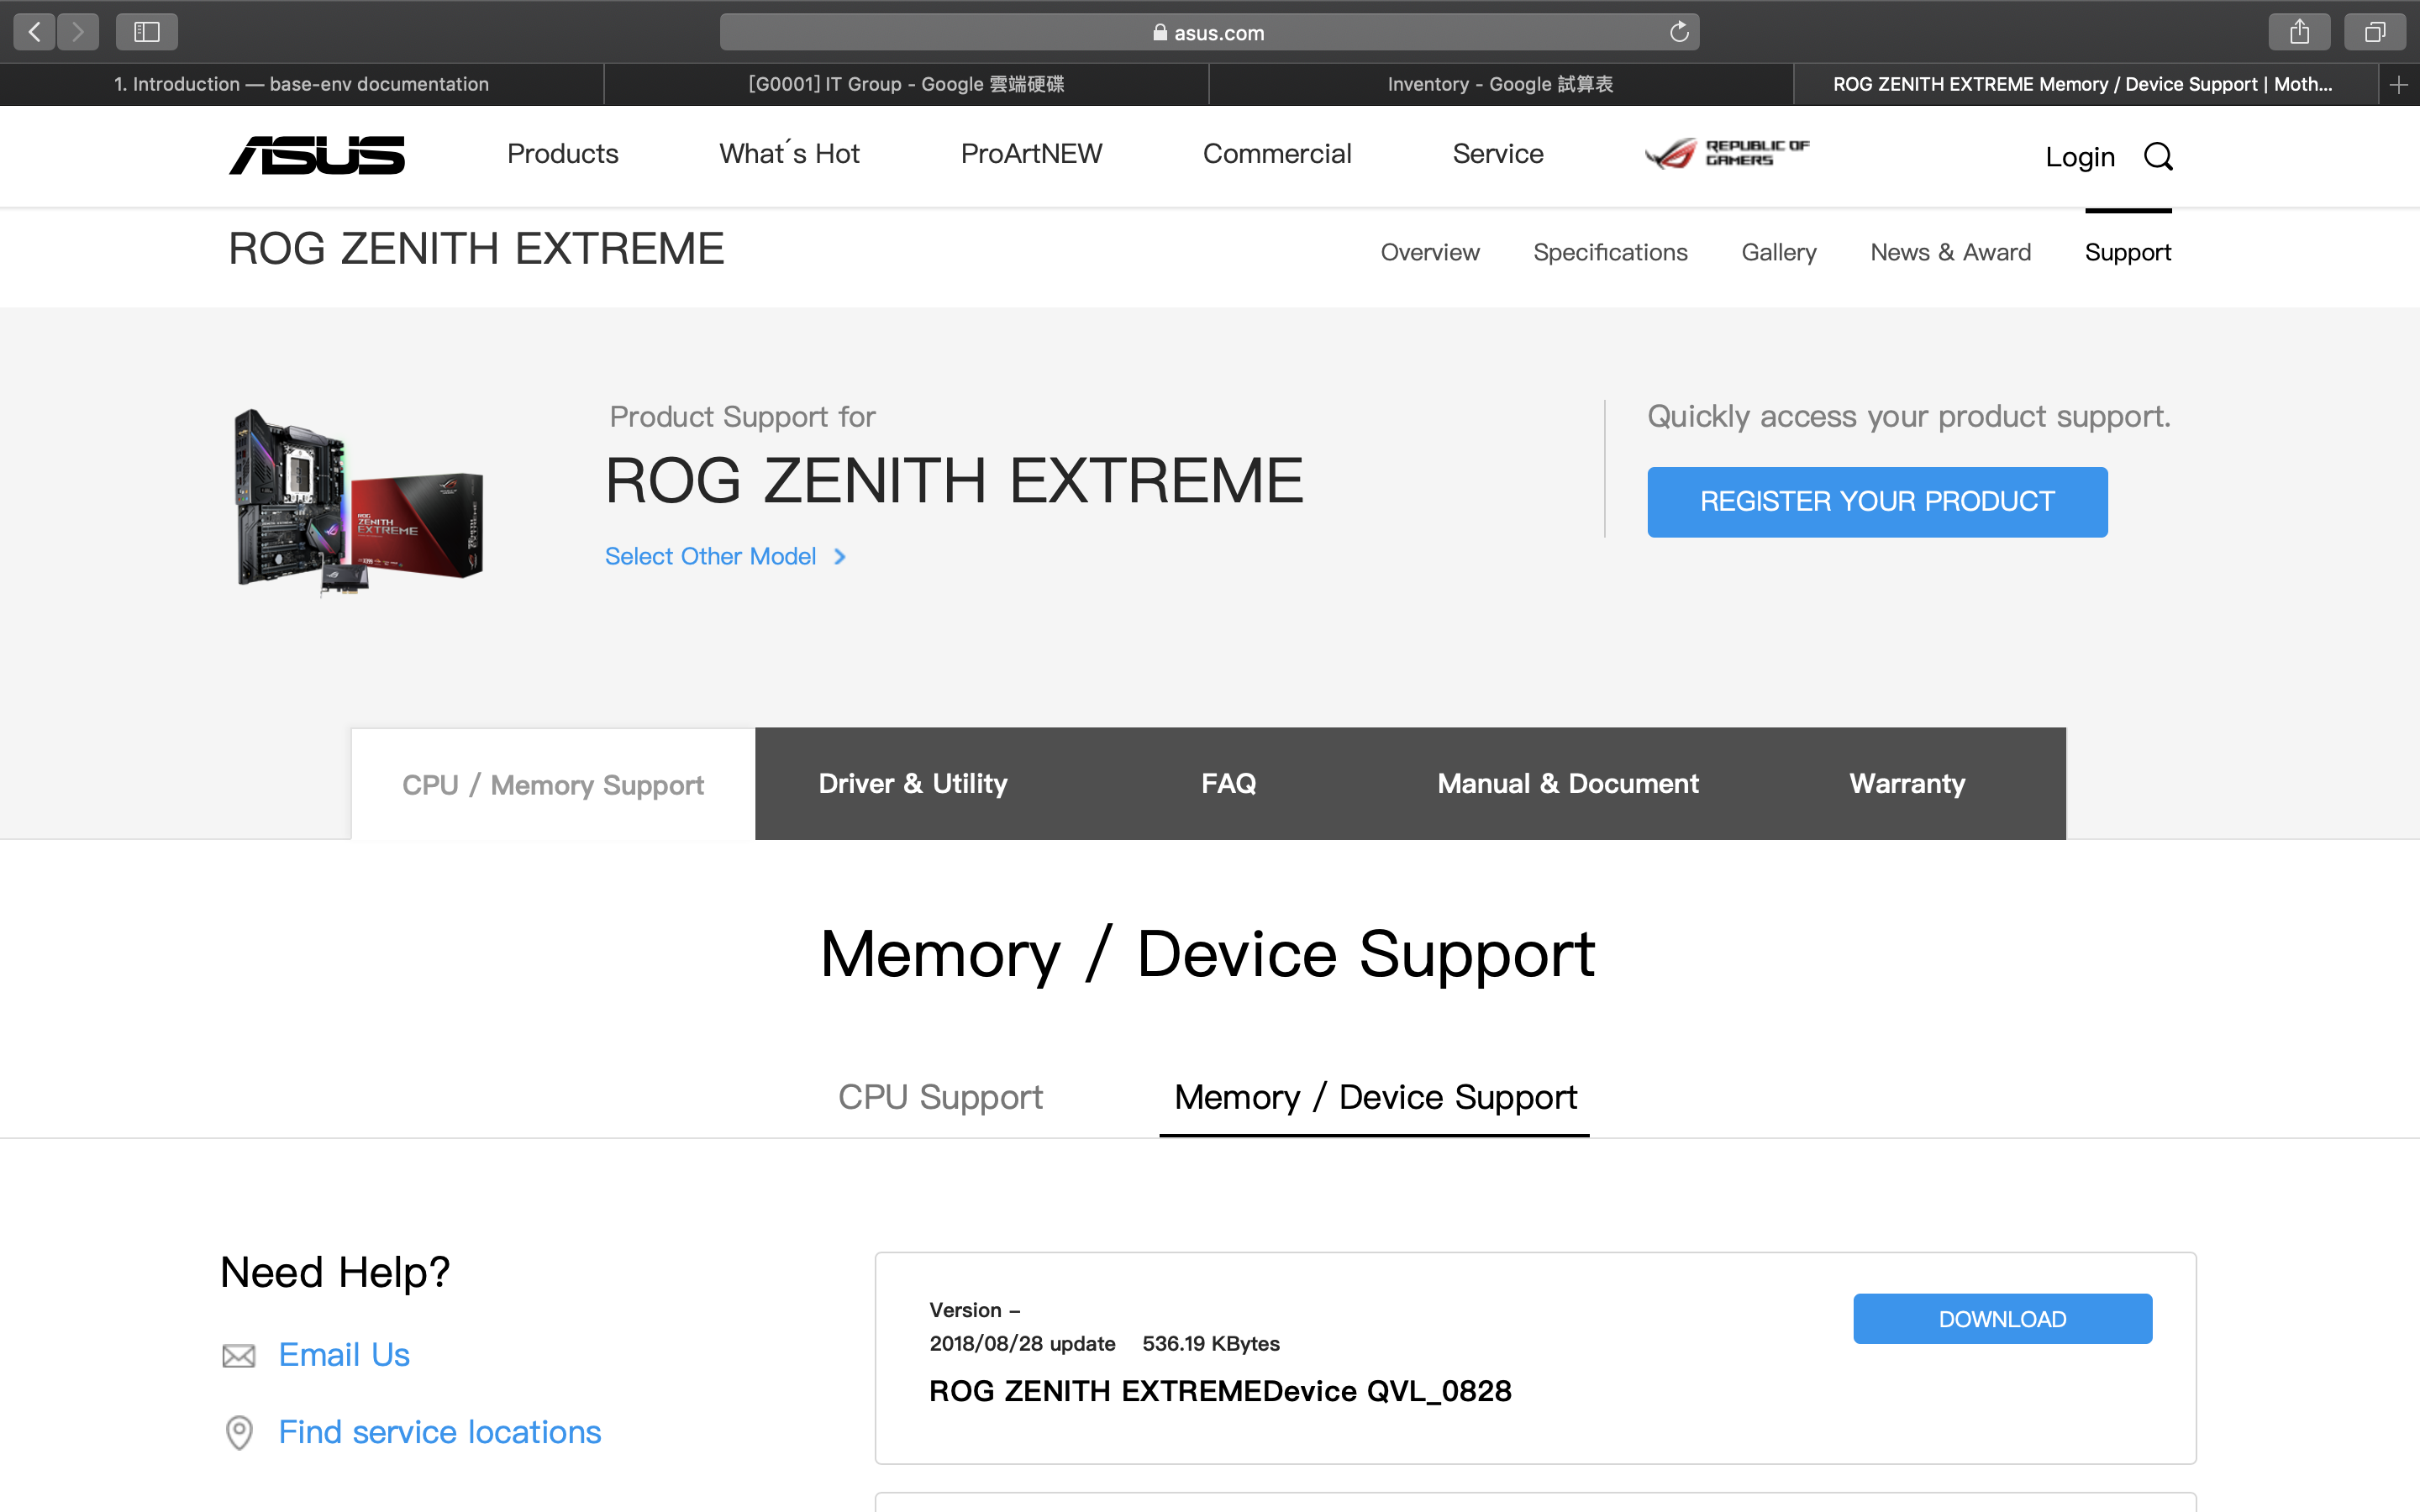 asus.com
1. Introduction — base-env documentation
[G0001] IT Group - Google 雲端硬碟
Inventory - Google 試算表
ROG ZENITH EXTREME Memory / Device Support | Moth...
ASUS
Products
What´s Hot
ProArtNEW
Commercial
Service
REPUBLIC OF
GAMERS
Login
ROG ZENITH EXTREME
Overview
Specifications
Gallery
News & Award
Support
Product Support for
ROG ZENITH EXTREME
Select Other Model
Quickly access your product support.
REGISTER YOUR PRODUCT
ZENITH
EXTREME
CPU / Memory Support
Driver & Utility
FAQ
Manual & Document
Warranty
Memory / Device Support
CPU Support
Memory / Device Support
Need Help?
Email Us
Find service locations
Version -
2018/08/28 update 536.19 KBytes
DOWNLOAD
ROG ZENITH EXTREMEDevice QVL_0828